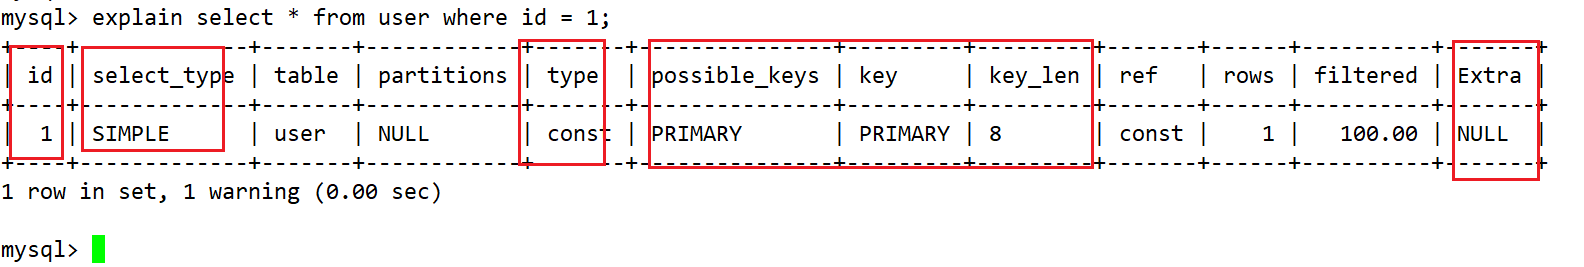 mysql> explain select * from user where id = 1;
+----+-------------+-------+------------+-------+---------------+---------+---------+-------+------+----------+-------+
| id | select_type | table | partitions | type  | possible_keys | key     | key_len | ref   | rows | filtered | Extra |
+----+-------------+-------+------------+-------+---------------+---------+---------+-------+------+----------+-------+
|  1 | SIMPLE      | user  | NULL       | const | PRIMARY       | PRIMARY | 8       | const |    1 |   100.00 | NULL  |
+----+-------------+-------+------------+-------+---------------+---------+---------+-------+------+----------+-------+
1 row in set, 1 warning (0.00 sec)
mysql>